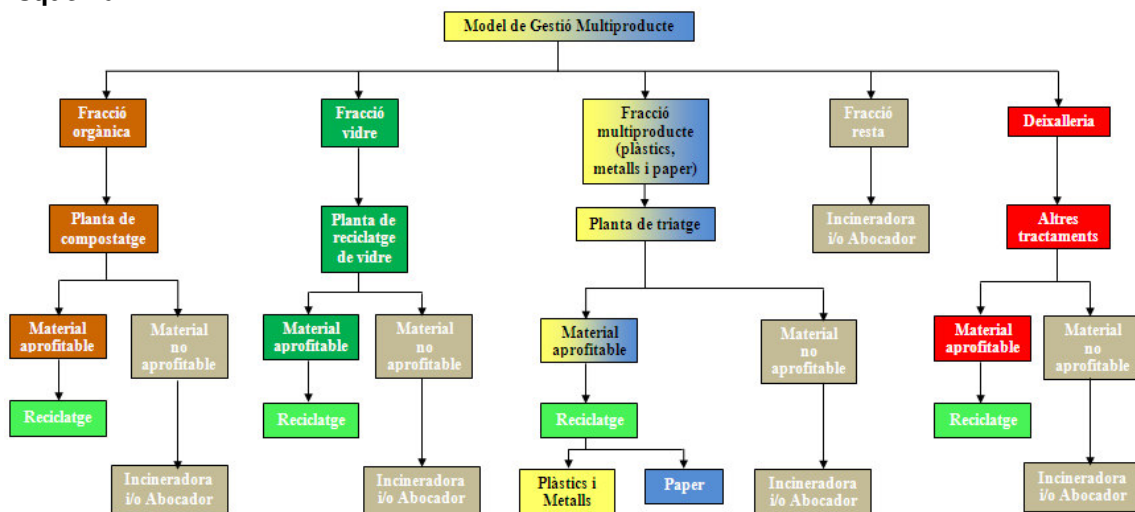 Model de Gestió Multiproducte
Fracció
orgànica
Fracció
vidre
Fracció
multiproducte
(plàstics,
metalls i paper)
Fracció
resta
Deixalleria
Planta de
compostatge
Planta de
reciclatge
de vidre
Planta de triatge
Incineradora
i/o Abocador
Altres
tractaments
Material
aprofitable
Material
no
aprofitable
Material
aprofitable
Material
no
aprofitable
Material
aprofitable
Material
no
aprofitable
Material
aprofitable
Material
no
aprofitable
Reciclatge
Reciclatge
Reciclatge
Reciclatge
Incineradora
i/o Abocador
Incineradora
i/o Abocador
Plàstics i
Metalls
Paper
Incineradora
i/o Abocador
Incineradora
i/o Abocador